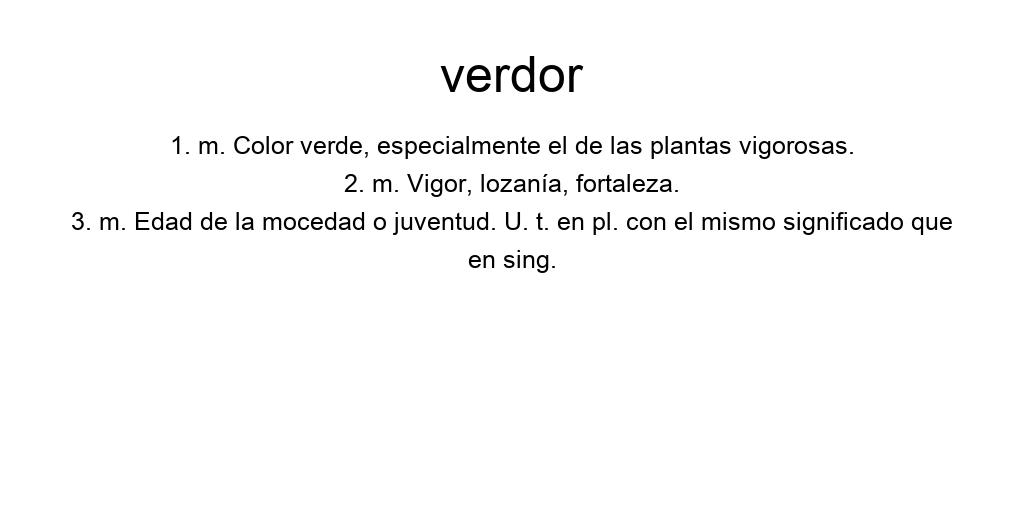 verdor
1. m. Color verde, especialmente el de las plantas vigorosas.
2. m. Vigor, lozanía, fortaleza.
3. m. Edad de la mocedad o juventud. U. t. en pl. con el mismo significado que
en sing.